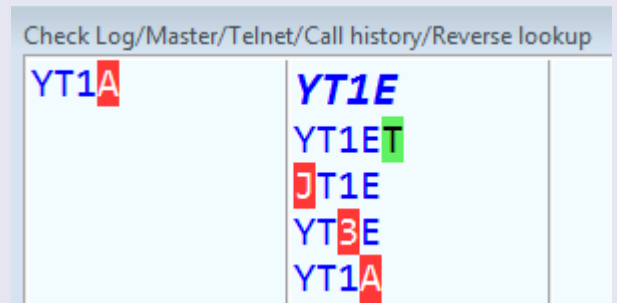 Check Log/Master/Telnet/Call history/Reverse lookup
YT1A
YT1E
YT1ET
JT1E
YT3E
YT1A